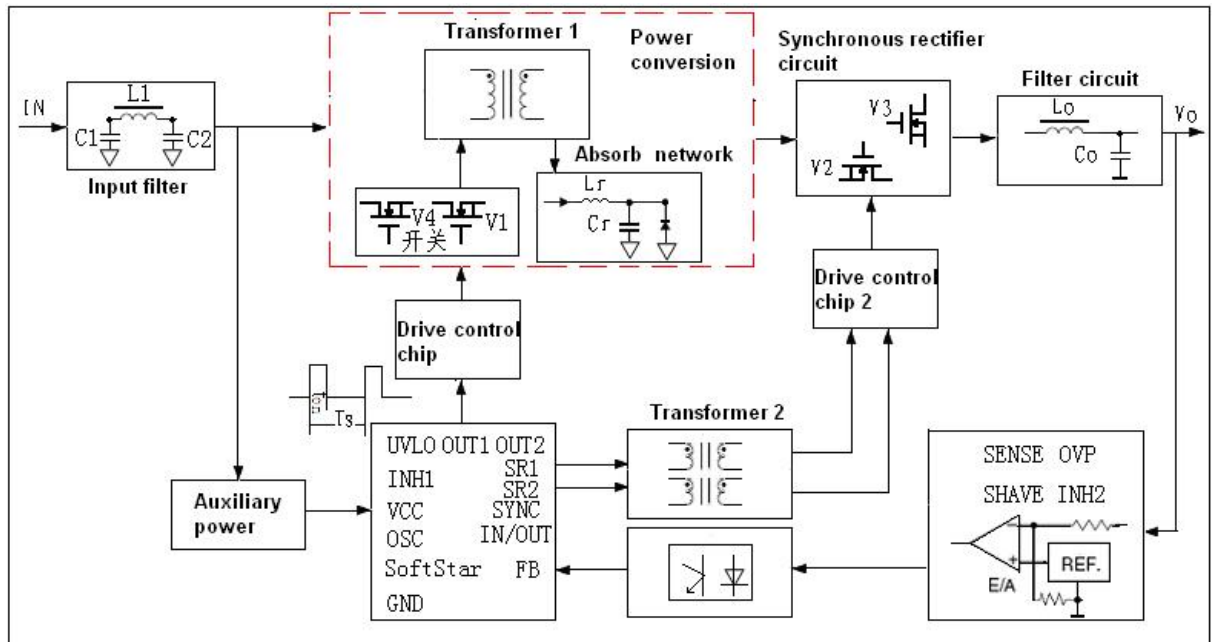 Transformer 1
Power
conversion
Synchronous rectifier
circuit
Filter circuit
IN
L1
C1
C2
Input filter
V3
V2
Lo
Co
Vo
Absorb network
Lr
Cr
V4
V1
开关
Drive control
chip
Drive control
chip 2
ton
Ts
Transformer 2
Auxiliary
power
UVLO OUT1 OUT2
INH1
SR1
SR2
VCC
SYNC
OSC
IN/OUT
SoftStar
FB
GND
SENSE OVP
SHAVE INH2
REF.
E/A